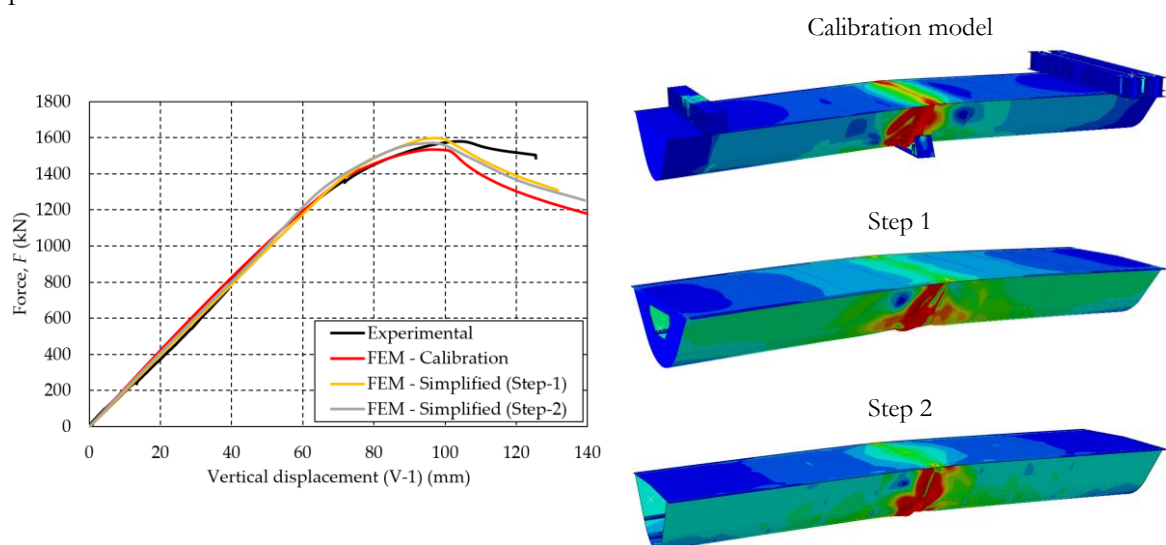 Calibration model
1800
1600
1400
1200
1000
800
600
400
200
0
Force, F (kN)
Experimental
FEM - Calibration
FEM - Simplified (Step-1)
FEM - Simplified (Step-2)
0 20 40 60 80 100 120 140
Vertical displacement (V-1) (mm)
Step 1
Step 2